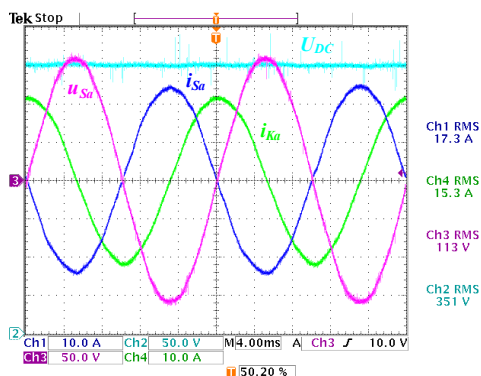 Tek Stop
T
T
U_DC
i_Sa
u_Sa
i_Ka
3
2
Ch1 RMS
17.3 A
Ch4 RMS
15.3 A
Ch3 RMS
113 V
Ch2 RMS
351 V
Ch1 10.0 A Ch2 50.0 V M 4.00ms A Ch3 10.0 V
Ch3 50.0 V Ch4 10.0 A
T 50.20 %